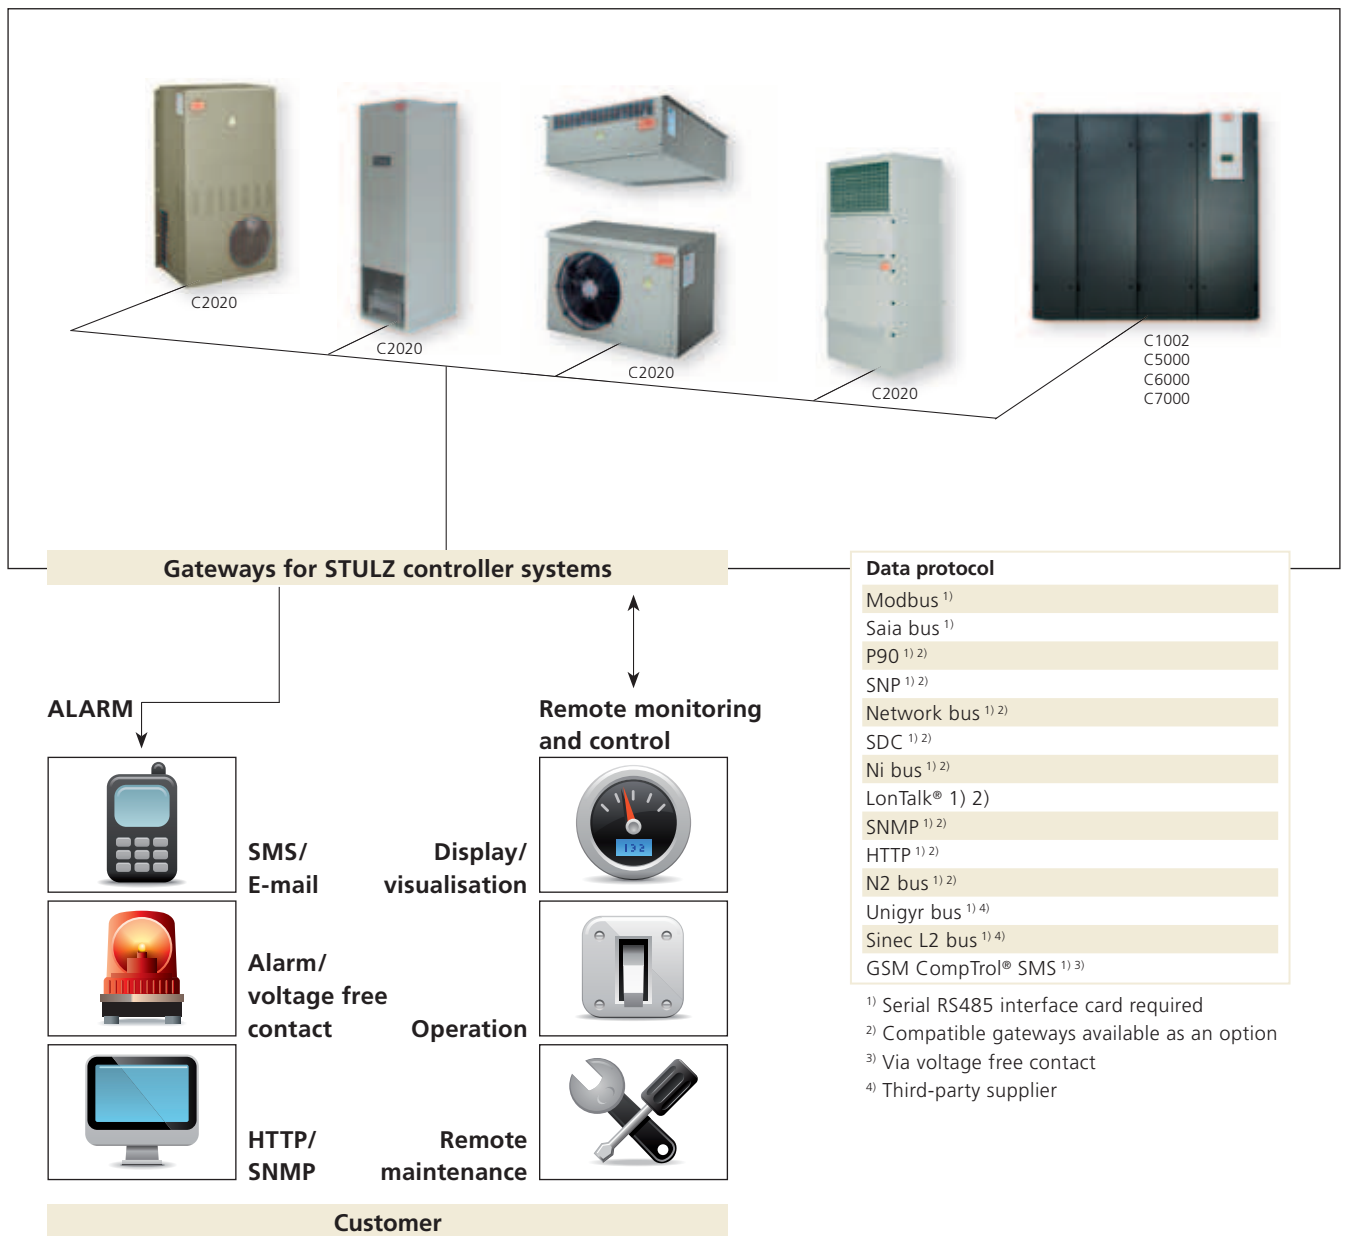 C2020
C2020
C2020
C2020
C1002
C5000
C6000
C7000
Gateways for STULZ controller systems
ALARM
SMS/
E-mail
Alarm/
voltage free
contact
HTTP/
SNMP
Remote monitoring
and control
Display/
visualisation
132
Operation
Remote
maintenance
Customer
Data protocol
Modbus 1)
Saia bus 1)
P90 1) 2)
SNP 1) 2)
Network bus 1) 2)
SDC 1) 2)
Ni bus 1) 2)
LonTalk® 1) 2)
SNMP 1) 2)
HTTP 1) 2)
N2 bus 1) 2)
Unigyr bus 1) 4)
Sinec L2 bus 1) 4)
GSM CompTrol® SMS 1) 3)
1) Serial RS485 interface card required
2) Compatible gateways available as an option
3) Via voltage free contact
4) Third-party supplier